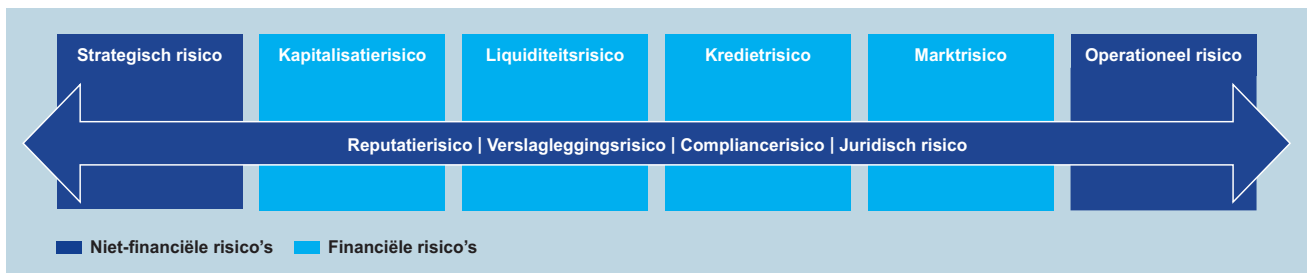 Strategisch risico
Kapitalisatierisico
Liquiditeitsrisico
Kredietrisico
Marktrisico
Operationeel risico
Reputatierisico | Verslagleggingsrisico | Compliancerisico | Juridisch risico
Niet-financiële risico's
Financiële risico's